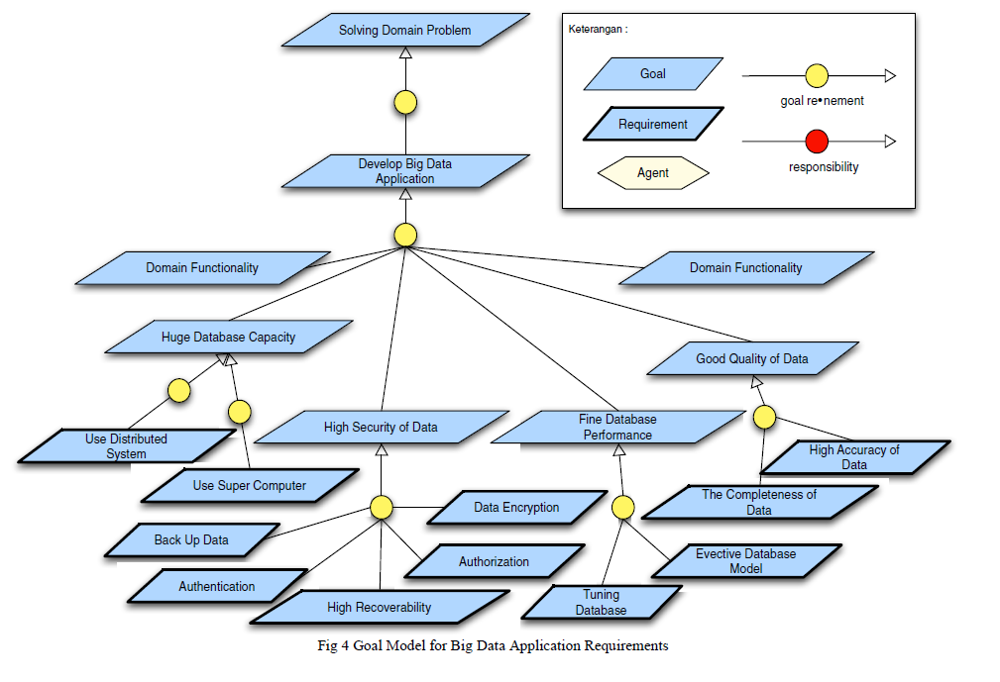 Solving Domain Problem
Keterangan :
Goal
goal re•nement
Requirement
Agent
responsibility
Develop Big Data
Application
Domain Functionality
Domain Functionality
Huge Database Capacity
Good Quality of Data
Use Distributed
System
High Security of Data
Fine Database
Performance
High Accuracy of
Data
Use Super Computer
The Completeness of
Data
Data Encryption
Back Up Data
Authorization
Evective Database
Model
Authentication
High Recoverability
Tuning
Database
Fig 4 Goal Model for Big Data Application Requirements